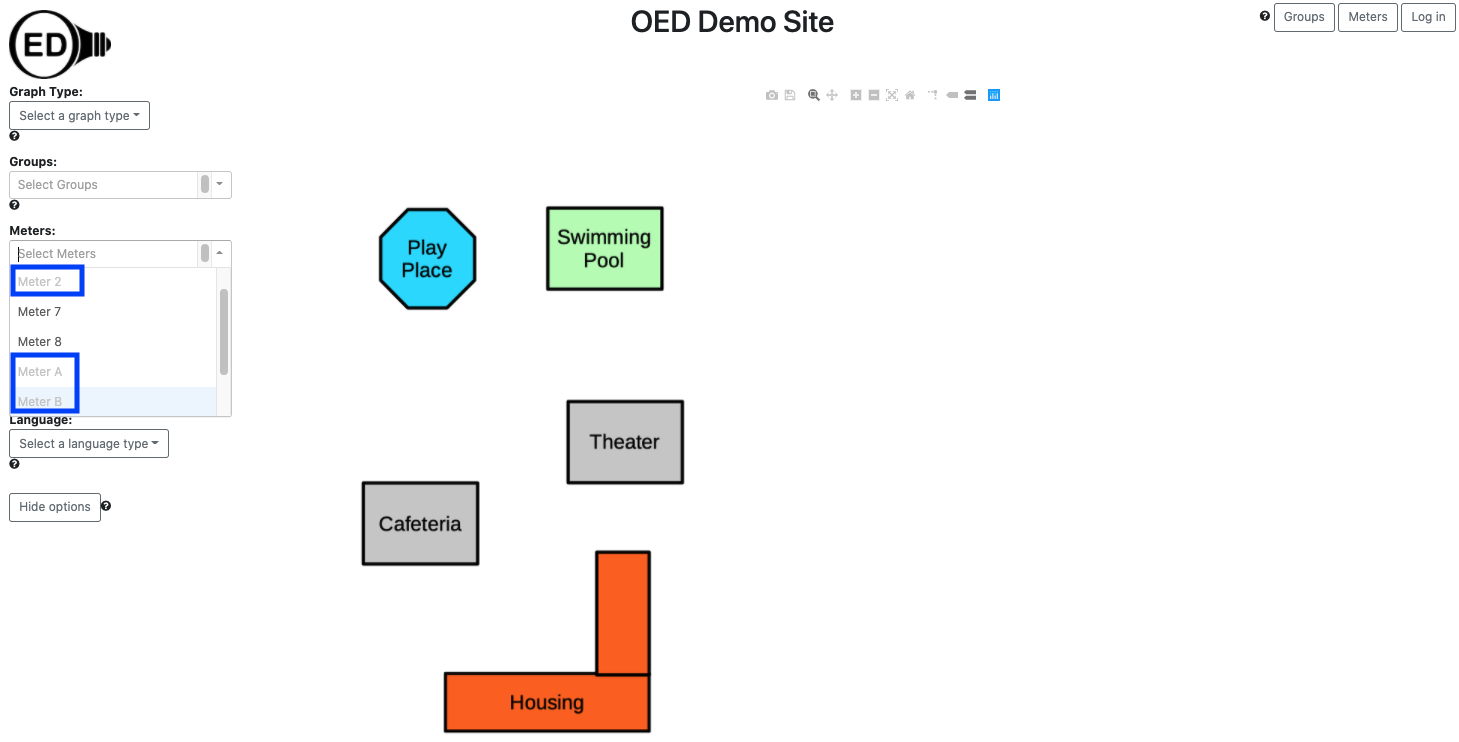 ED
OED Demo Site
Groups
Meters
Log in
Graph Type:
Select a graph type
Groups:
Select Groups
Meters:
Select Meters
Meter 2
Meter 7
Meter 8
Meter A
Meter B
Language:
Select a language type
Hide options
Play
Place
Swimming
Pool
Theater
Cafeteria
Housing